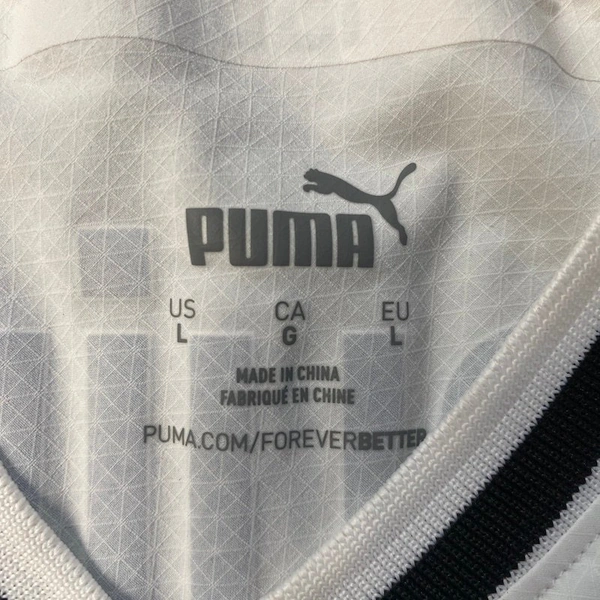 PUMA
US CA EU
L G L
MADE IN CHINA
FABRIQUÉ EN CHINE
PUMA.COM/FOREVERBETTER